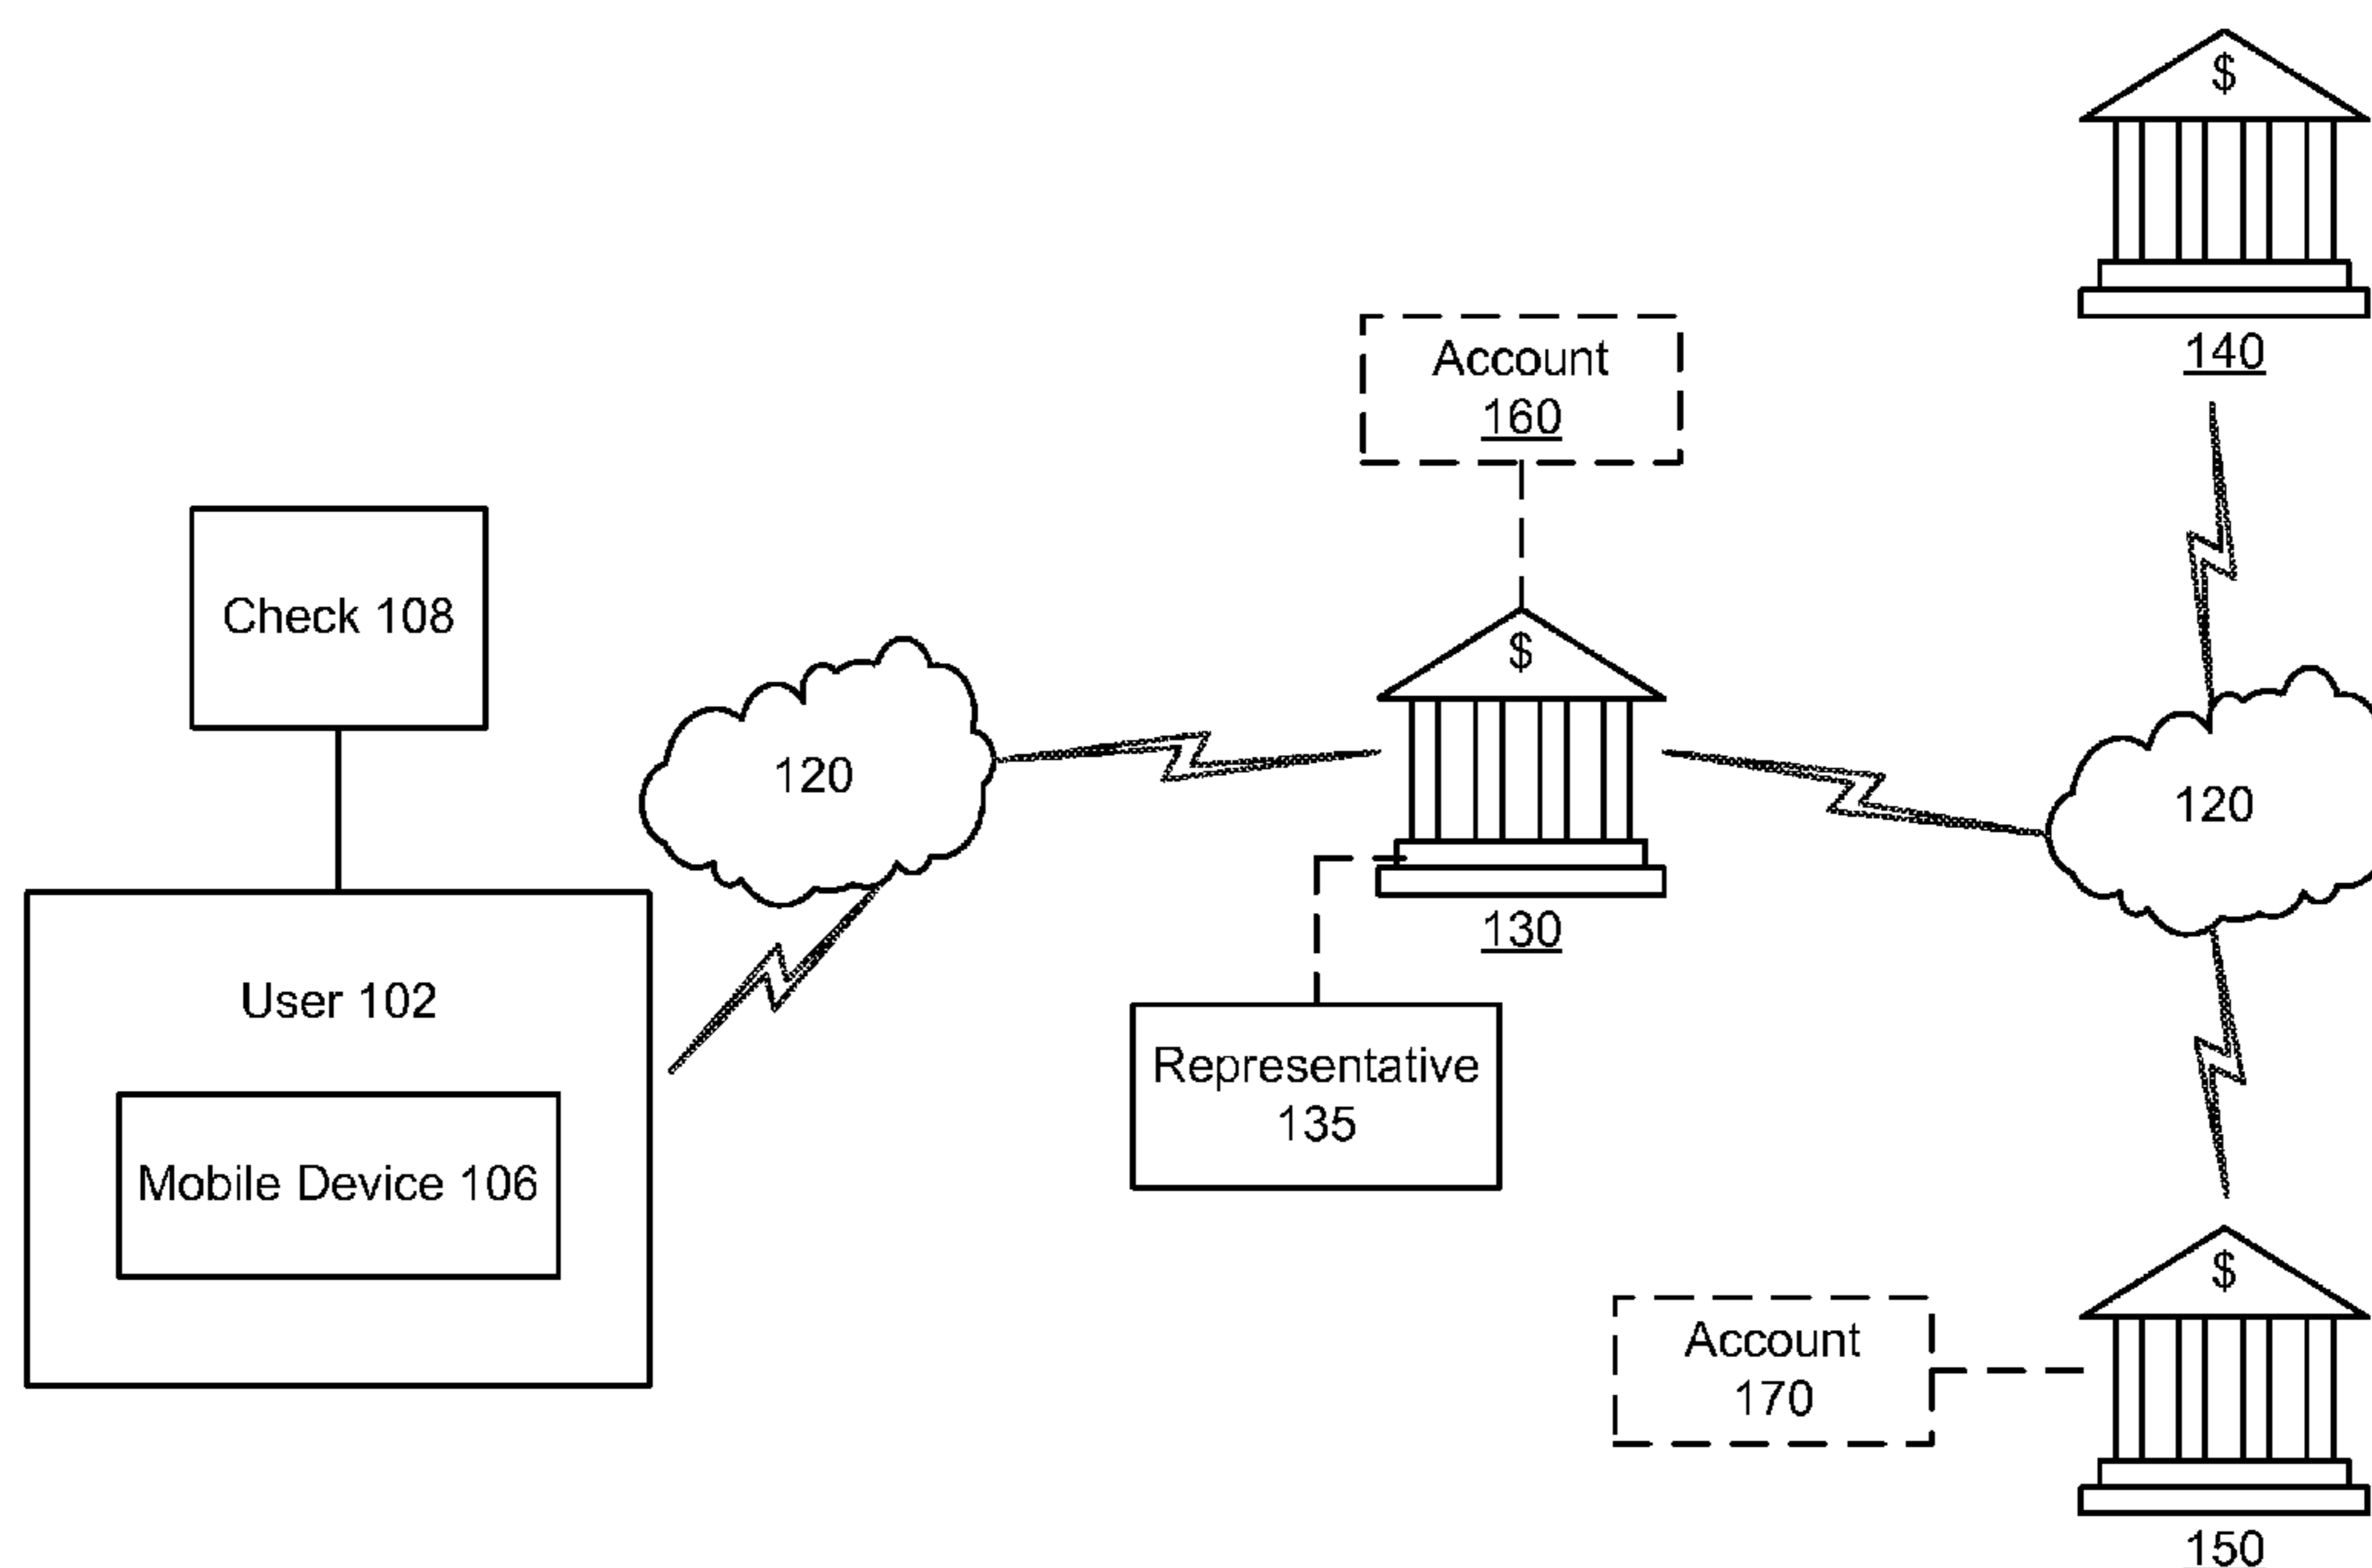 $
140
Account
160
Check 108
$
120
120
130
User 102
Representative
135
Mobile Device 106
$
Account
170
150